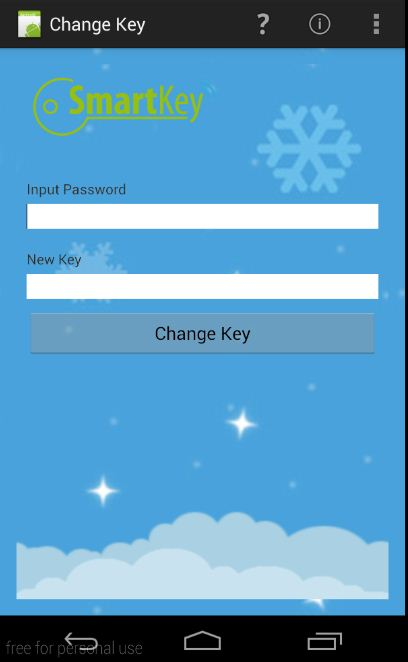 Change Key ?
SmartKey
Input Password
New Key
Change Key
free for personal use